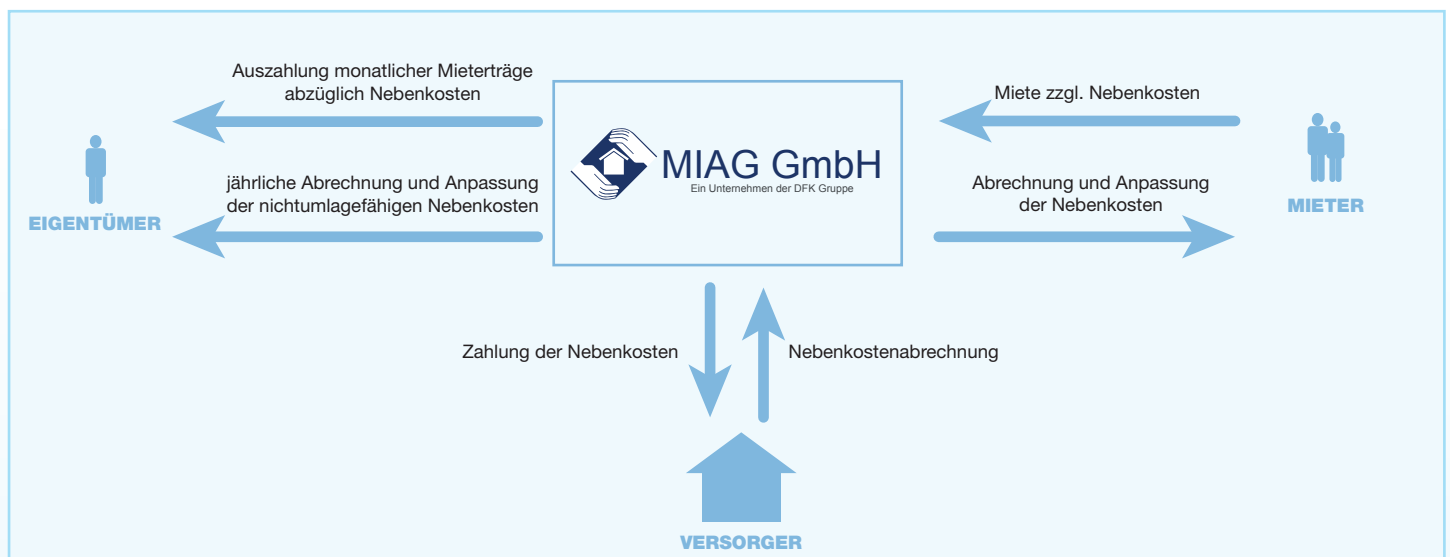 Auszahlung monatlicher Mieterträge
abzüglich Nebenkosten
Miete zzgl. Nebenkosten
MIAG GmbH
Ein Unternehmen der DFK Gruppe
jährliche Abrechnung und Anpassung
der nichtumlagefähigen Nebenkosten
Abrechnung und Anpassung
der Nebenkosten
EIGENTÜMER
MIETER
Zahlung der Nebenkosten
Nebenkostenabrechnung
VERSORGER